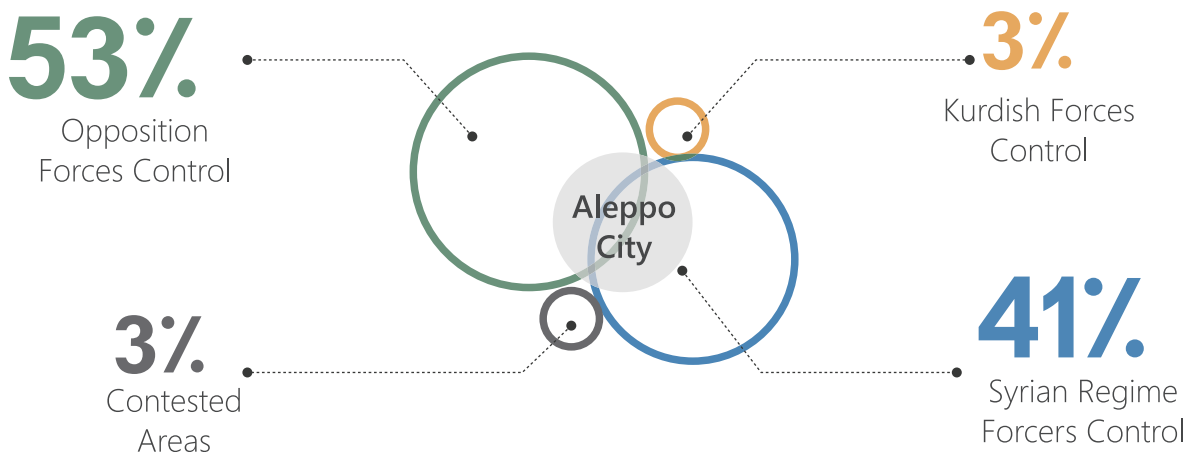 53%
Opposition
Forces Control
3%
Kurdish Forces
Control
Aleppo
City
3%
Contested
Areas
41%
Syrian Regime
Forcers Control